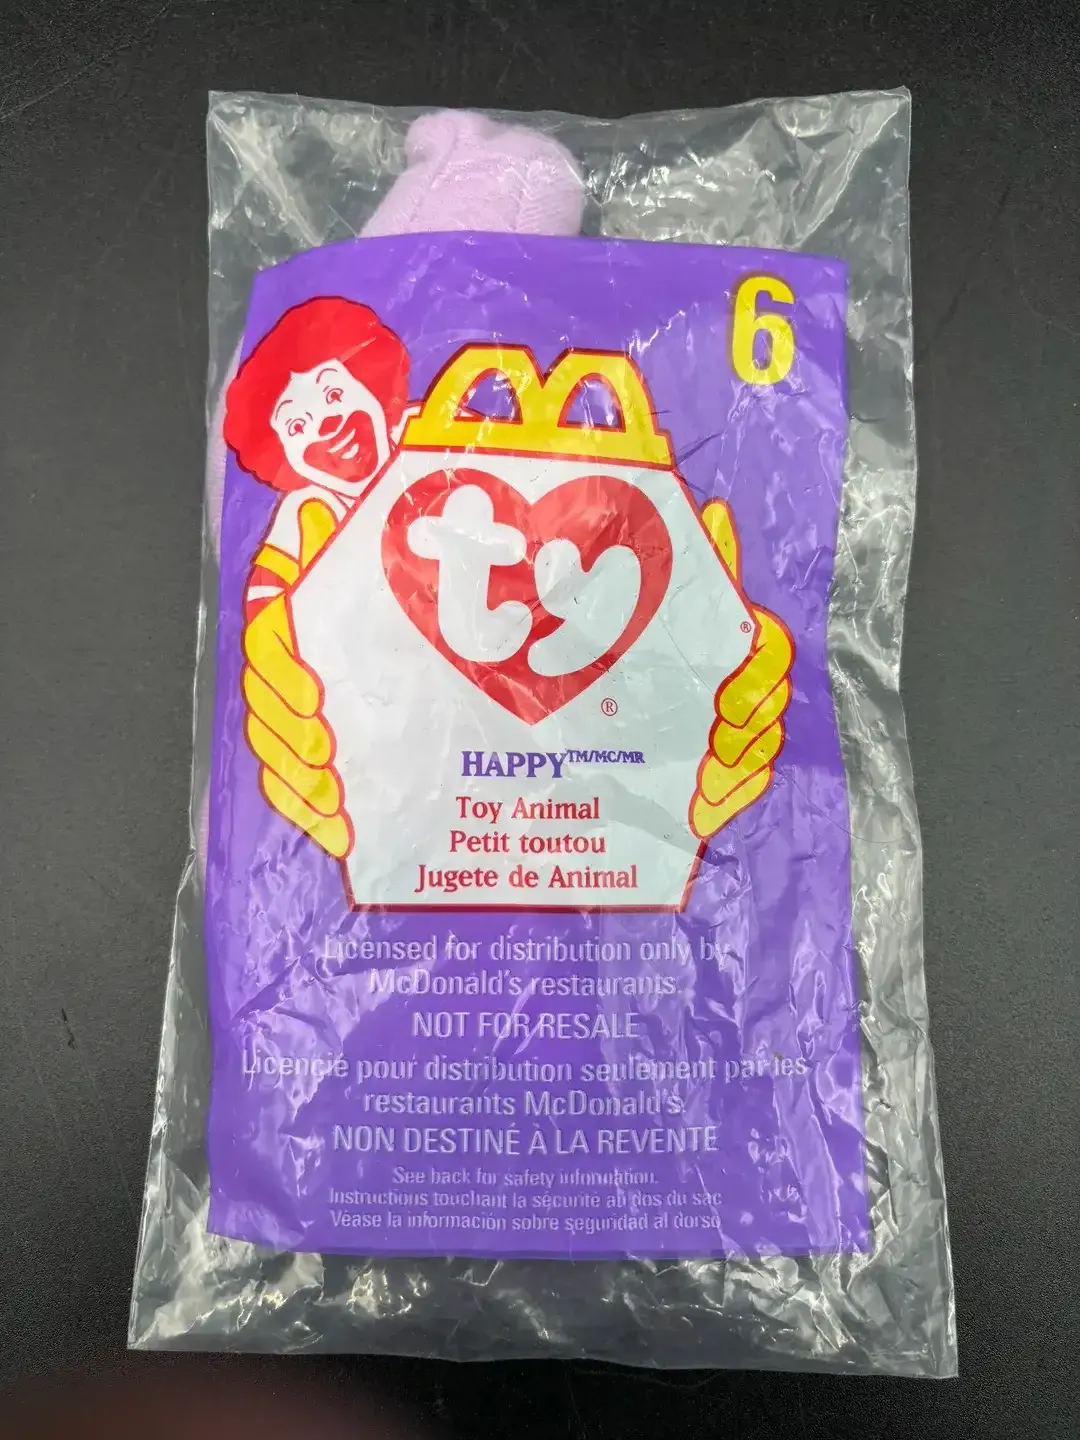 6
ty
®
®
HAPPY™/MC/MR
Toy Animal
Petit toutou
Jugete de Animal
Licensed for distribution only by
McDonald's restaurants.
NOT FOR RESALE
Licencié pour distribution seulement par les
restaurants McDonald's.
NON DESTINÉ À LA REVENTE
See back for safety information.
Instructions touchant la sécurité au dos du sac
Véase la información sobre seguridad al dorso